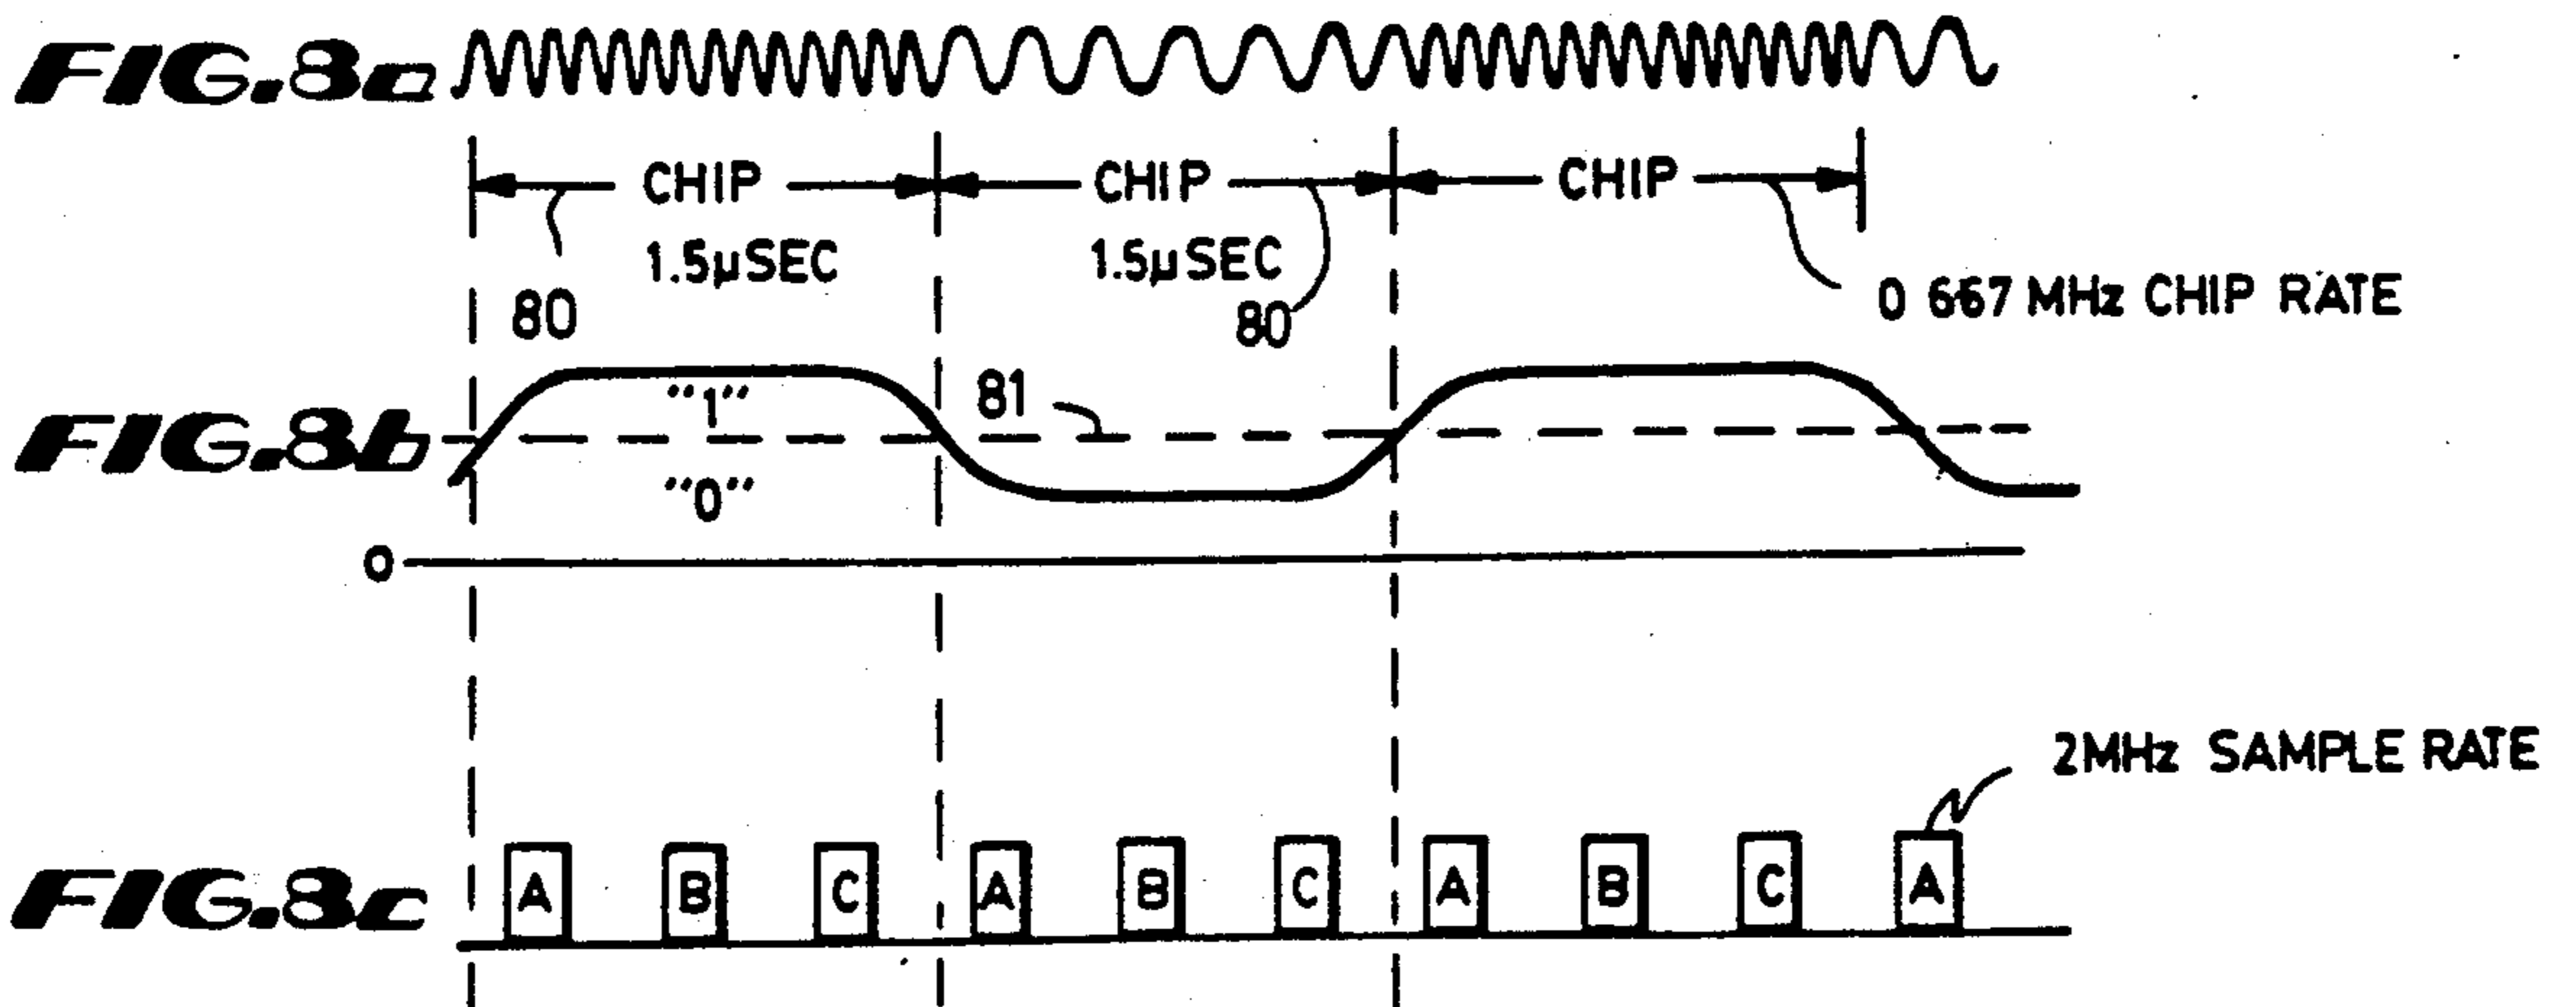 FIG.8a
CHIP CHIP CHIP
1.5µSEC 1.5µSEC
80 80 0 667 MHz CHIP RATE
FIG.8b "1" 81
"0"
0
2MHz SAMPLE RATE
FIG.8c A B C A B C A B C A